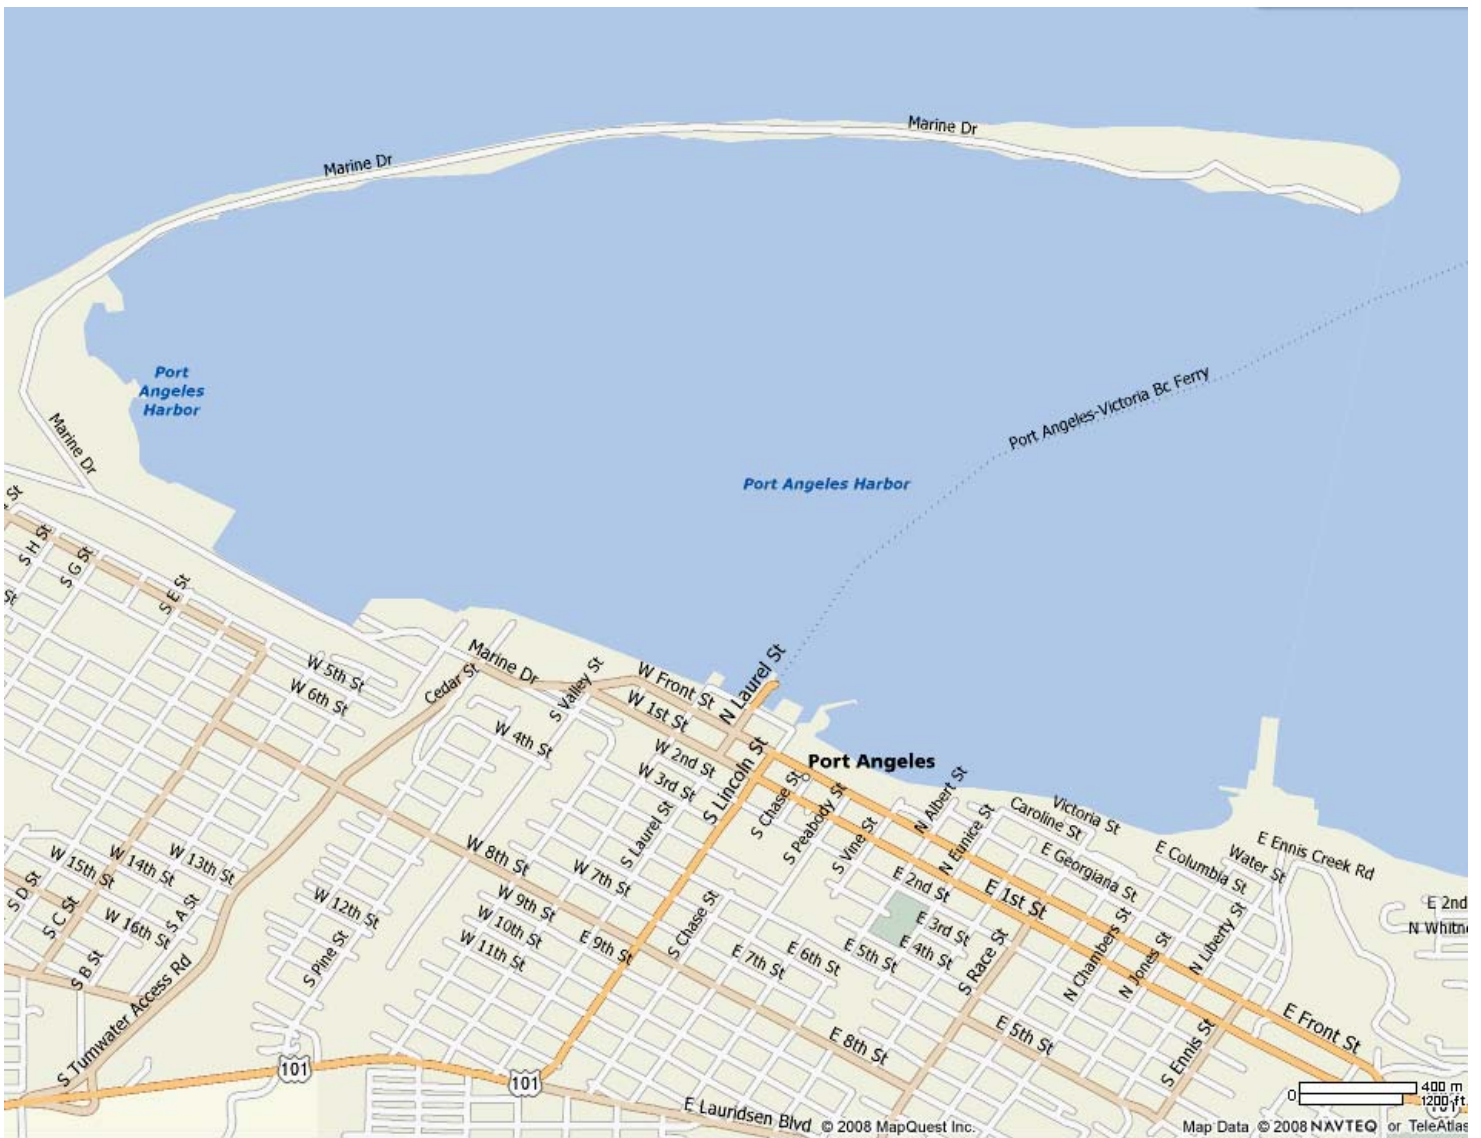 Marine Dr
Marine Dr
Port
Angeles
Harbor
Port Angeles-Victoria Bc Ferry
Marine Dr
Port Angeles Harbor
St
S H St
S G St
S E St
St
W 5th St
W 6th St
Cedar St
Marine Dr
S Valley St
W Front St
N Laurel St
W 1st St
W 4th St
W 2nd St
W 3rd St
S Lincoln St
Port Angeles
S Laurel St
S Chase St
S Peabody St
S Vine St
N Albert St
N Eunice St
Caroline St
Victoria St
E Georgiana St
E Columbia St
Water St
E Ennis Creek Rd
W 13th St
W 14th St
W 15th St
W 16th St
S D St
S C St
S B St
S A St
W 12th St
S Pine St
W 8th St
W 7th St
W 9th St
W 10th St
W 11th St
E 9th St
S Chase St
E 2nd St
E 1st St
E 3rd St
E 4th St
E 5th St
E 6th St
E 7th St
S Race St
N Chambers St
N Jones St
N Liberty St
E 2nd
N Whitn
S Tumwater Access Rd
E 8th St
E 5th St
S Ennis St
E Front St
101
101
101
E Lauridsen Blvd
0
400 m
1200 ft
© 2008 MapQuest Inc.
Map Data © 2008 NAVTEQ or TeleAtlas